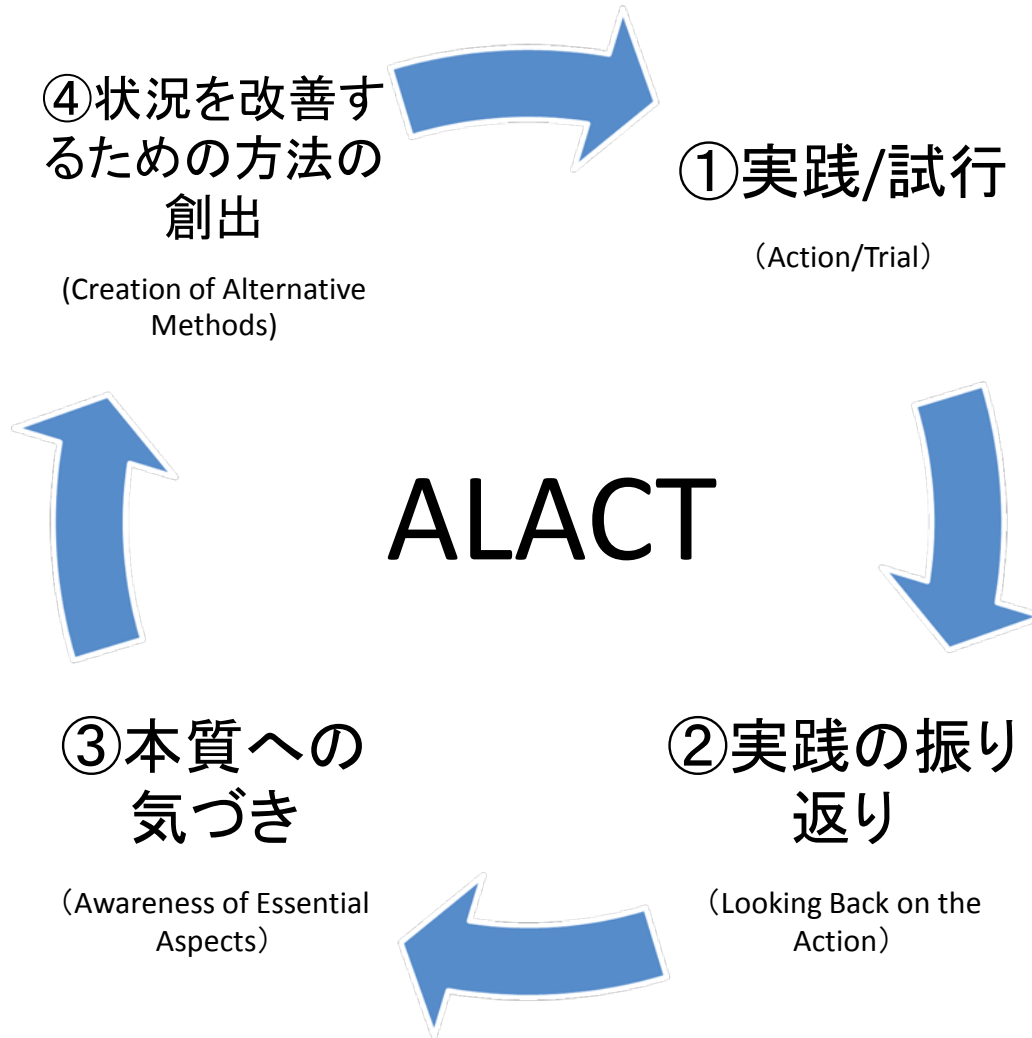 ④状況を改善す
るための方法の
創出
(Creation of Alternative
Methods)
①実践/試行
（Action/Trial）
ALACT
②実践の振り
返り
（Looking Back on the
Action）
③本質への
気づき
（Awareness of Essential
Aspects）